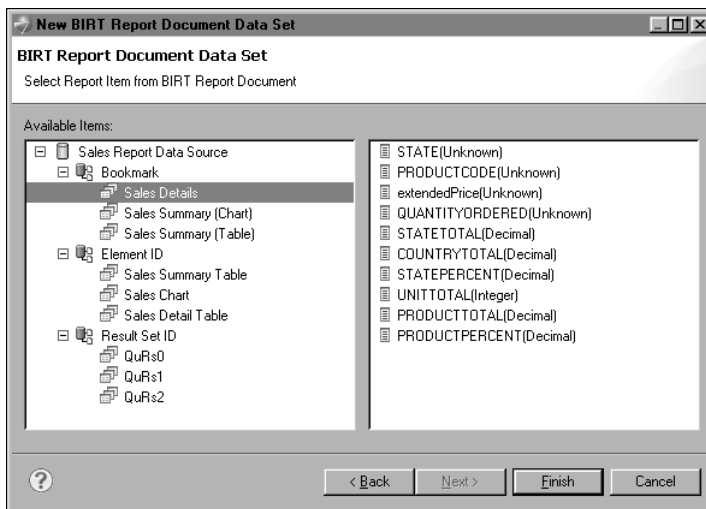 New BIRT Report Document Data Set
BIRT Report Document Data Set
Select Report Item from BIRT Report Document
Available Items:
Sales Report Data Source
Bookmark
Sales Details
Sales Summary (Chart)
Sales Summary (Table)
Element ID
Sales Summary Table
Sales Chart
Sales Detail Table
Result Set ID
QuRs0
QuRs1
QuRs2
STATE(Unknown)
PRODUCTCODE(Unknown)
extendedPrice(Unknown)
QUANTITYORDERED(Unknown)
STATETOTAL(Decimal)
COUNTRYTOTAL(Decimal)
STATEPERCENT(Decimal)
UNITTOTAL(Integer)
PRODUCTTOTAL(Decimal)
PRODUCTPERCENT(Decimal)
? < Back Next > Finish Cancel